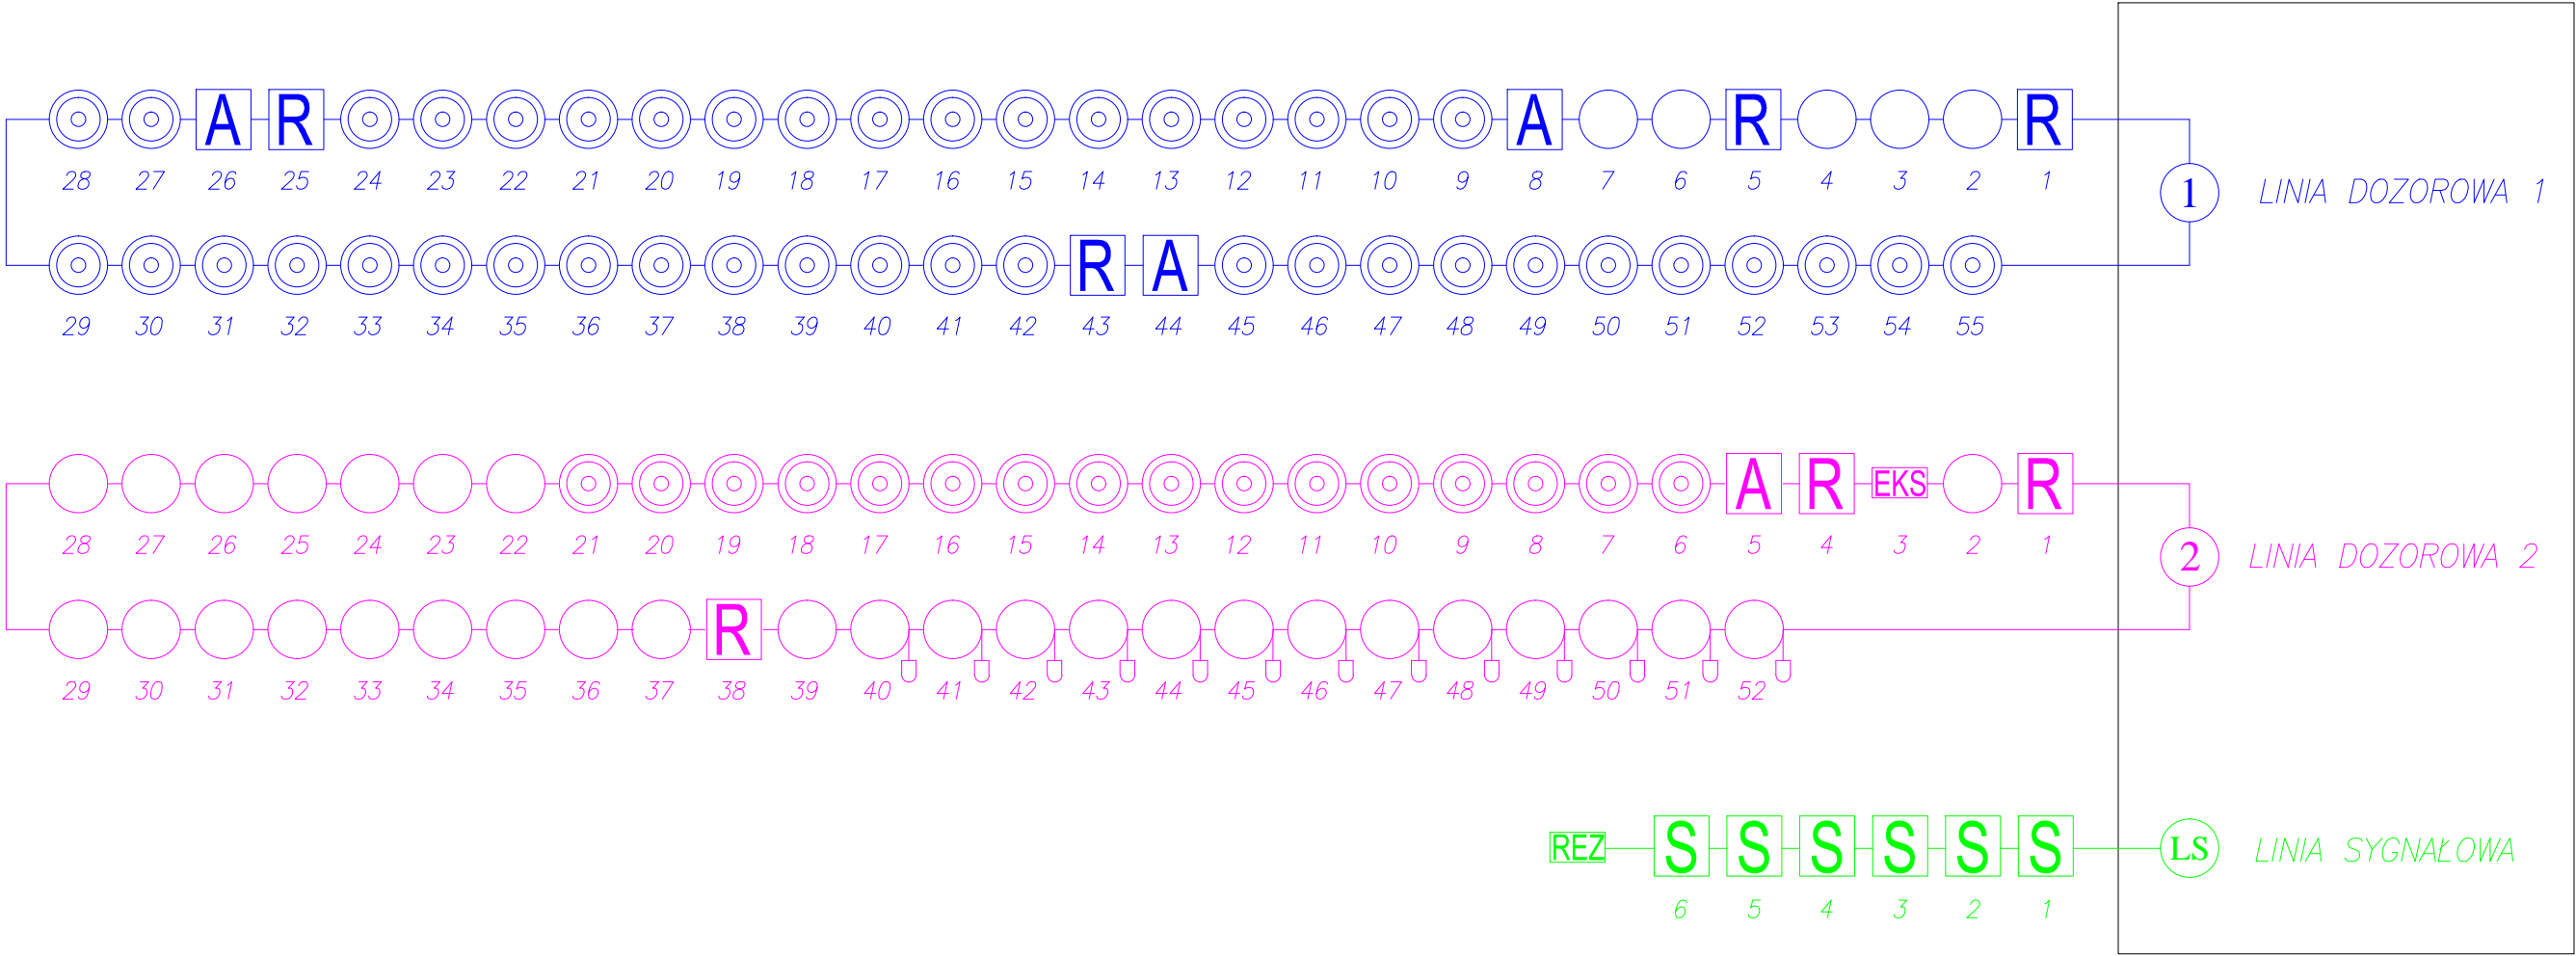 A R A R R
28 27 26 25 24 23 22 21 20 19 18 17 16 15 14 13 12 11 10 9 8 7 6 5 4 3 2 1
1 LINIA DOZOROWA 1
R A
29 30 31 32 33 34 35 36 37 38 39 40 41 42 43 44 45 46 47 48 49 50 51 52 53 54 55
A R EKS R
28 27 26 25 24 23 22 21 20 19 18 17 16 15 14 13 12 11 10 9 8 7 6 5 4 3 2 1
2 LINIA DOZOROWA 2
R
29 30 31 32 33 34 35 36 37 38 39 40 41 42 43 44 45 46 47 48 49 50 51 52
REZ S S S S S S LS LINIA SYGNAŁOWA
6 5 4 3 2 1